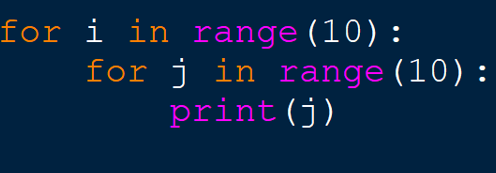 for i in range(10):
    for j in range(10):
        print(j)